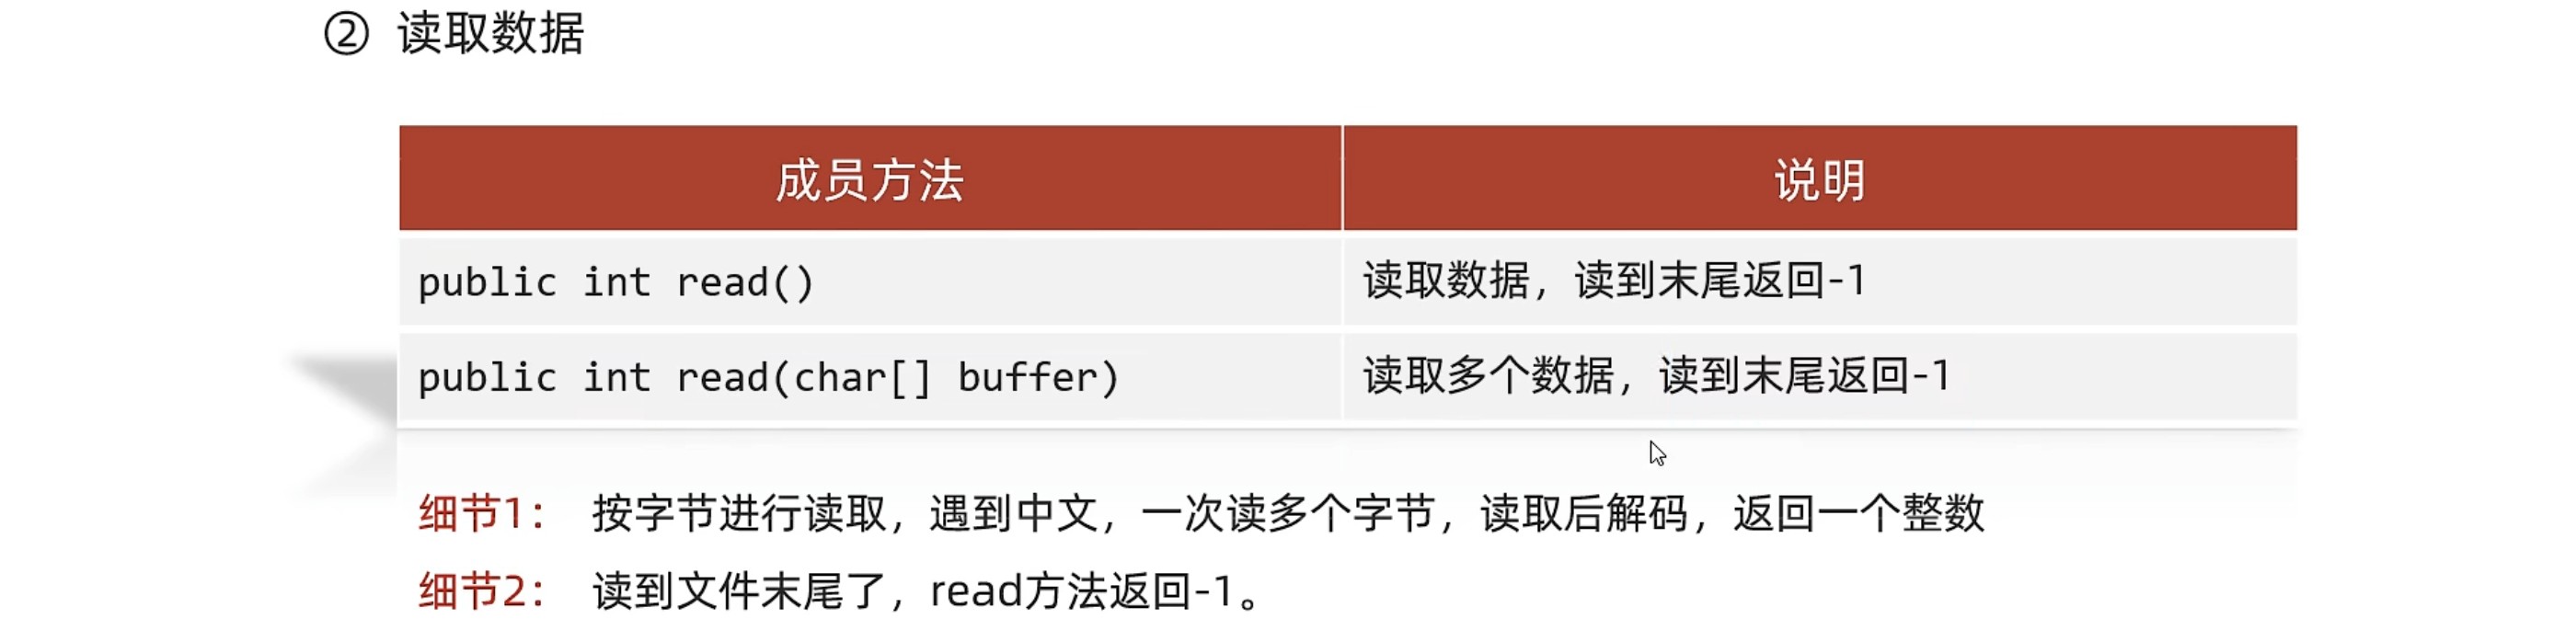 ② 读取数据
成员方法 说明
public int read() 读取数据，读到末尾返回-1
public int read(char[] buffer) 读取多个数据，读到末尾返回-1
细节1： 按字节进行读取，遇到中文，一次读多个字节，读取后解码，返回一个整数
细节2： 读到文件末尾了，read方法返回-1。